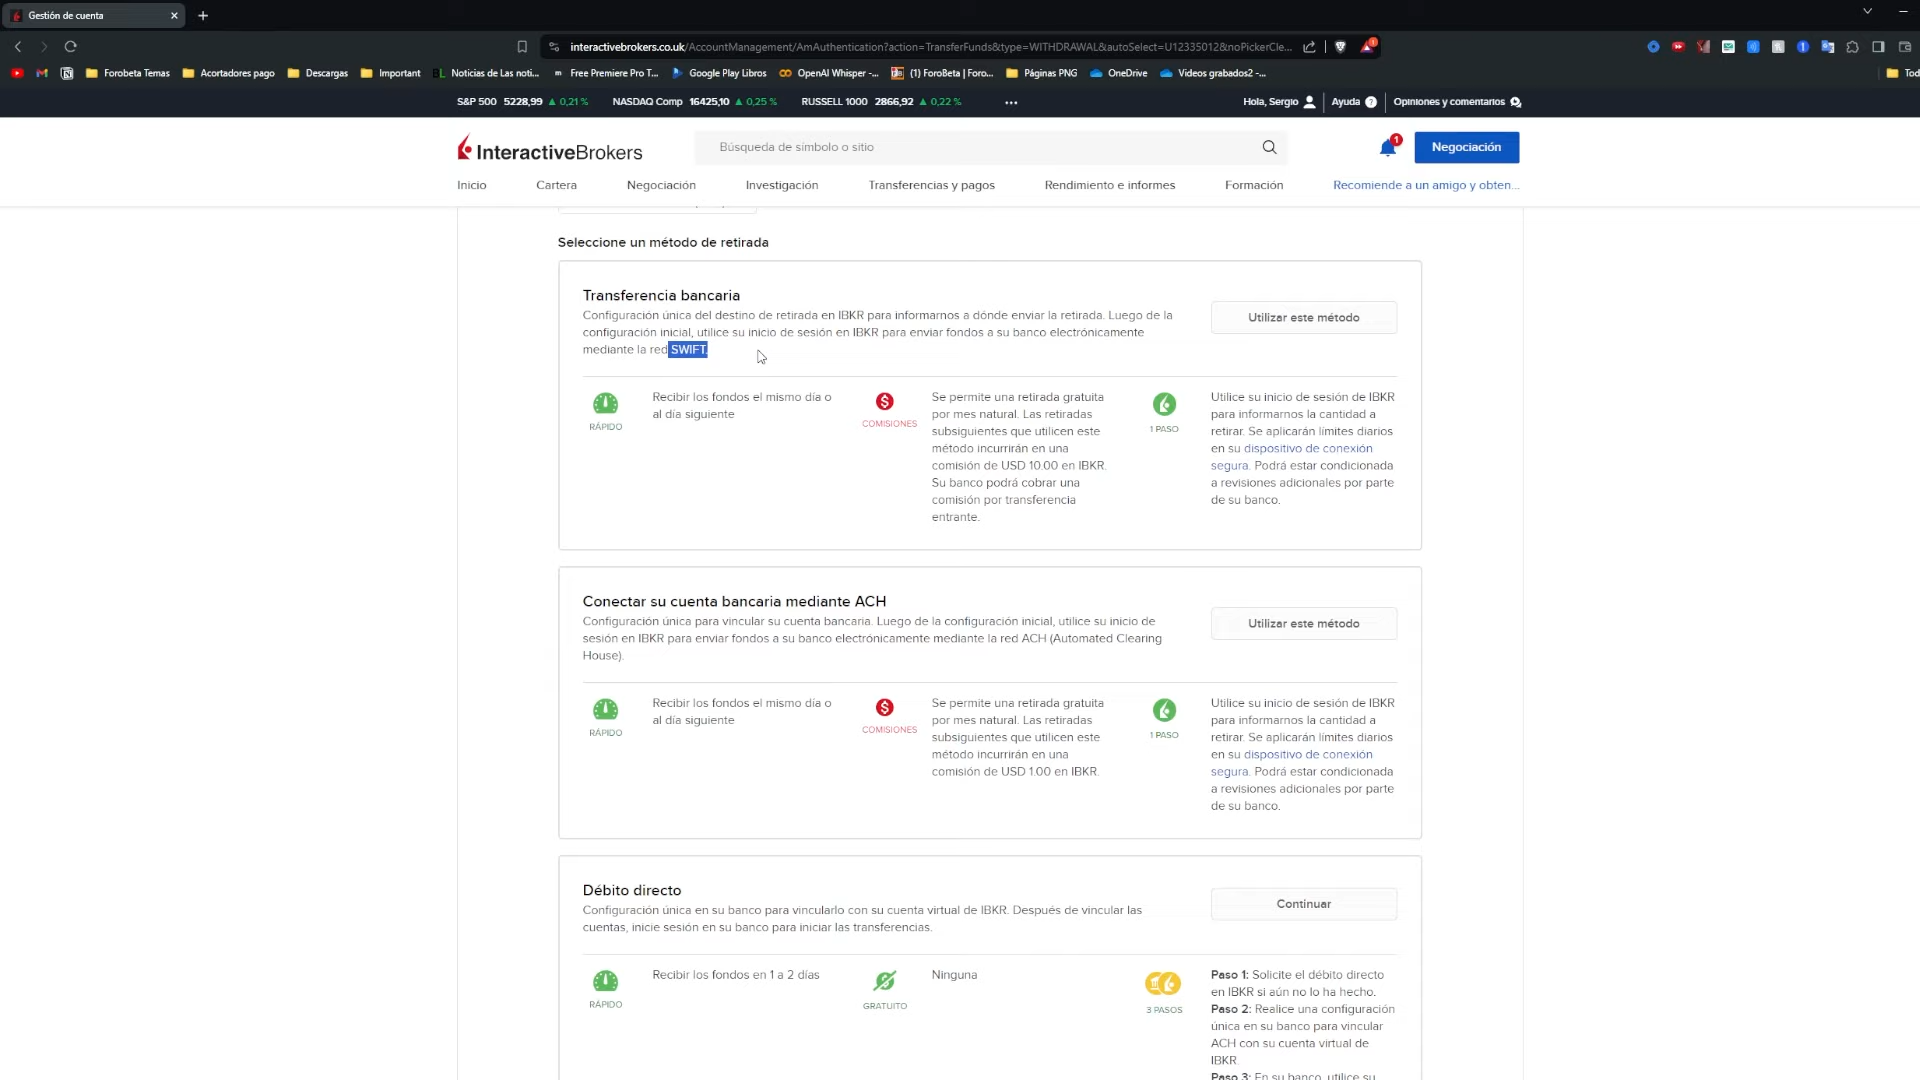 Gestión de cuenta
interactivebrokers.co.uk/AccountManagement/AmAuthentication?action=TransferFunds&type=WITHDRAWAL&autoSelect=U12335012&noPickerCle...
Forobeta Temas
Acortadores pago
Descargas
Important
Noticias de Las noti...
Free Premiere Pro T...
Google Play Libros
OpenAI Whisper -...
(1) ForoBeta | Foro...
Páginas PNG
OneDrive
Videos grabados2 -...
Tod
S&P 500 5228,99 ▲ 0,21 %
NASDAQ Comp 16425,10 ▲ 0,25 %
RUSSELL 1000 2866,92 ▲ 0,22 %
•••
Hola, Sergio
Ayuda ?
Opiniones y comentarios
InteractiveBrokers
Búsqueda de símbolo o sitio
1
Negociación
Inicio
Cartera
Negociación
Investigación
Transferencias y pagos
Rendimiento e informes
Formación
Recomiende a un amigo y obten...
Seleccione un método de retirada
Transferencia bancaria
Configuración única del destino de retirada en IBKR para informarnos a dónde enviar la retirada. Luego de la
configuración inicial, utilice su inicio de sesión en IBKR para enviar fondos a su banco electrónicamente
mediante la red SWIFT.
Utilizar este método
RÁPIDO
Recibir los fondos el mismo día o
al día siguiente
COMISIONES
Se permite una retirada gratuita
por mes natural. Las retiradas
subsiguientes que utilicen este
método incurrirán en una
comisión de USD 10.00 en IBKR.
Su banco podrá cobrar una
comisión por transferencia
entrante.
1 PASO
Utilice su inicio de sesión de IBKR
para informarnos la cantidad a
retirar. Se aplicarán límites diarios
en su dispositivo de conexión
segura. Podrá estar condicionada
a revisiones adicionales por parte
de su banco.
Conectar su cuenta bancaria mediante ACH
Configuración única para vincular su cuenta bancaria. Luego de la configuración inicial, utilice su inicio de
sesión en IBKR para enviar fondos a su banco electrónicamente mediante la red ACH (Automated Clearing
House).
Utilizar este método
RÁPIDO
Recibir los fondos el mismo día o
al día siguiente
COMISIONES
Se permite una retirada gratuita
por mes natural. Las retiradas
subsiguientes que utilicen este
método incurrirán en una
comisión de USD 1.00 en IBKR.
1 PASO
Utilice su inicio de sesión de IBKR
para informarnos la cantidad a
retirar. Se aplicarán límites diarios
en su dispositivo de conexión
segura. Podrá estar condicionada
a revisiones adicionales por parte
de su banco.
Débito directo
Configuración única en su banco para vincularlo con su cuenta virtual de IBKR. Después de vincular las
cuentas, inicie sesión en su banco para iniciar las transferencias.
Continuar
RÁPIDO
Recibir los fondos en 1 a 2 días
GRATUITO
Ninguna
3 PASOS
Paso 1: Solicite el débito directo
en IBKR si aún no lo ha hecho.
Paso 2: Realice una configuración
única en su banco para vincular
ACH con su cuenta virtual de
IBKR.
Paso 3: En su banco, utilice su